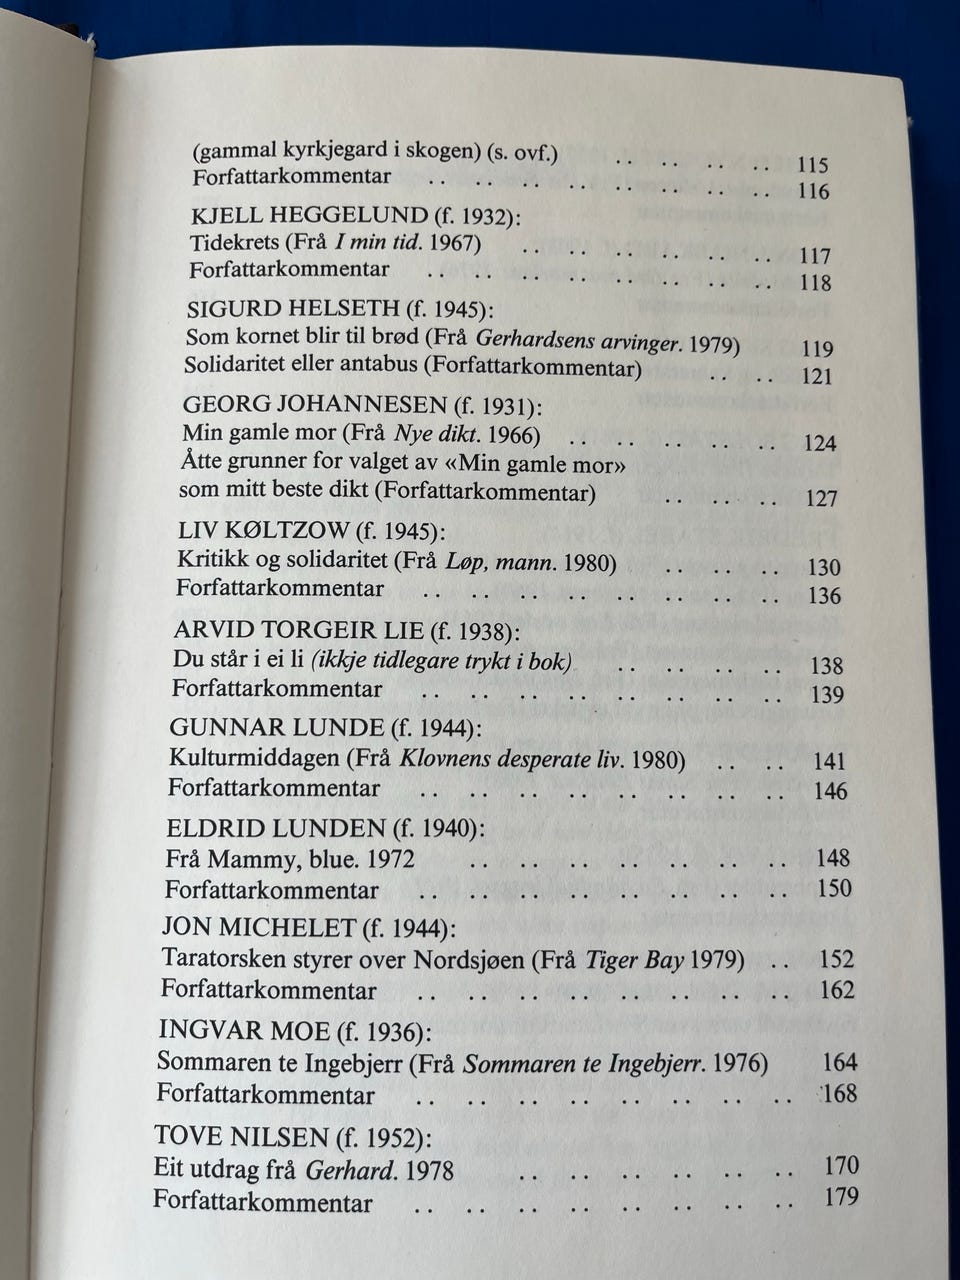 (gammal kyrkjegard i skogen) (s. ovf.) .. .. .. .. 115
Forfattarkommentar .. .. .. .. .. .. .. .. 116
KJELL HEGGELUND (f. 1932):
Tidekrets (Frå I min tid. 1967) .. .. .. .. .. .. 117
Forfattarkommentar .. .. .. .. .. .. .. .. 118
SIGURD HELSETH (f. 1945):
Som kornet blir til brød (Frå Gerhardsens arvinger. 1979) 119
Solidaritet eller antabus (Forfattarkommentar) .. .. 121
GEORG JOHANNESEN (f. 1931):
Min gamle mor (Frå Nye dikt. 1966) .. .. .. .. .. 124
Åtte grunner for valget av «Min gamle mor»
som mitt beste dikt (Forfattarkommentar) .. .. .. 127
LIV KØLTZOW (f. 1945):
Kritikk og solidaritet (Frå Løp, mann. 1980) .. .. .. 130
Forfattarkommentar .. .. .. .. .. .. .. .. 136
ARVID TORGEIR LIE (f. 1938):
Du står i ei li (ikkje tidlegare trykt i bok) .. .. .. .. 138
Forfattarkommentar .. .. .. .. .. .. .. .. 139
GUNNAR LUNDE (f. 1944):
Kulturmiddagen (Frå Klovnens desperate liv. 1980) .. .. 141
Forfattarkommentar .. .. .. .. .. .. .. .. 146
ELDRID LUNDEN (f. 1940):
Frå Mammy, blue. 1972 .. .. .. .. .. .. .. 148
Forfattarkommentar .. .. .. .. .. .. .. .. 150
JON MICHELET (f. 1944):
Taratorsken styrer over Nordsjøen (Frå Tiger Bay 1979) .. 152
Forfattarkommentar .. .. .. .. .. .. .. .. 162
INGVAR MOE (f. 1936):
Sommaren te Ingebjerr (Frå Sommaren te Ingebjerr. 1976) 164
Forfattarkommentar .. .. .. .. .. .. .. .. 168
TOVE NILSEN (f. 1952):
Eit utdrag frå Gerhard. 1978 .. .. .. .. .. .. 170
Forfattarkommentar .. .. .. .. .. .. .. .. 179